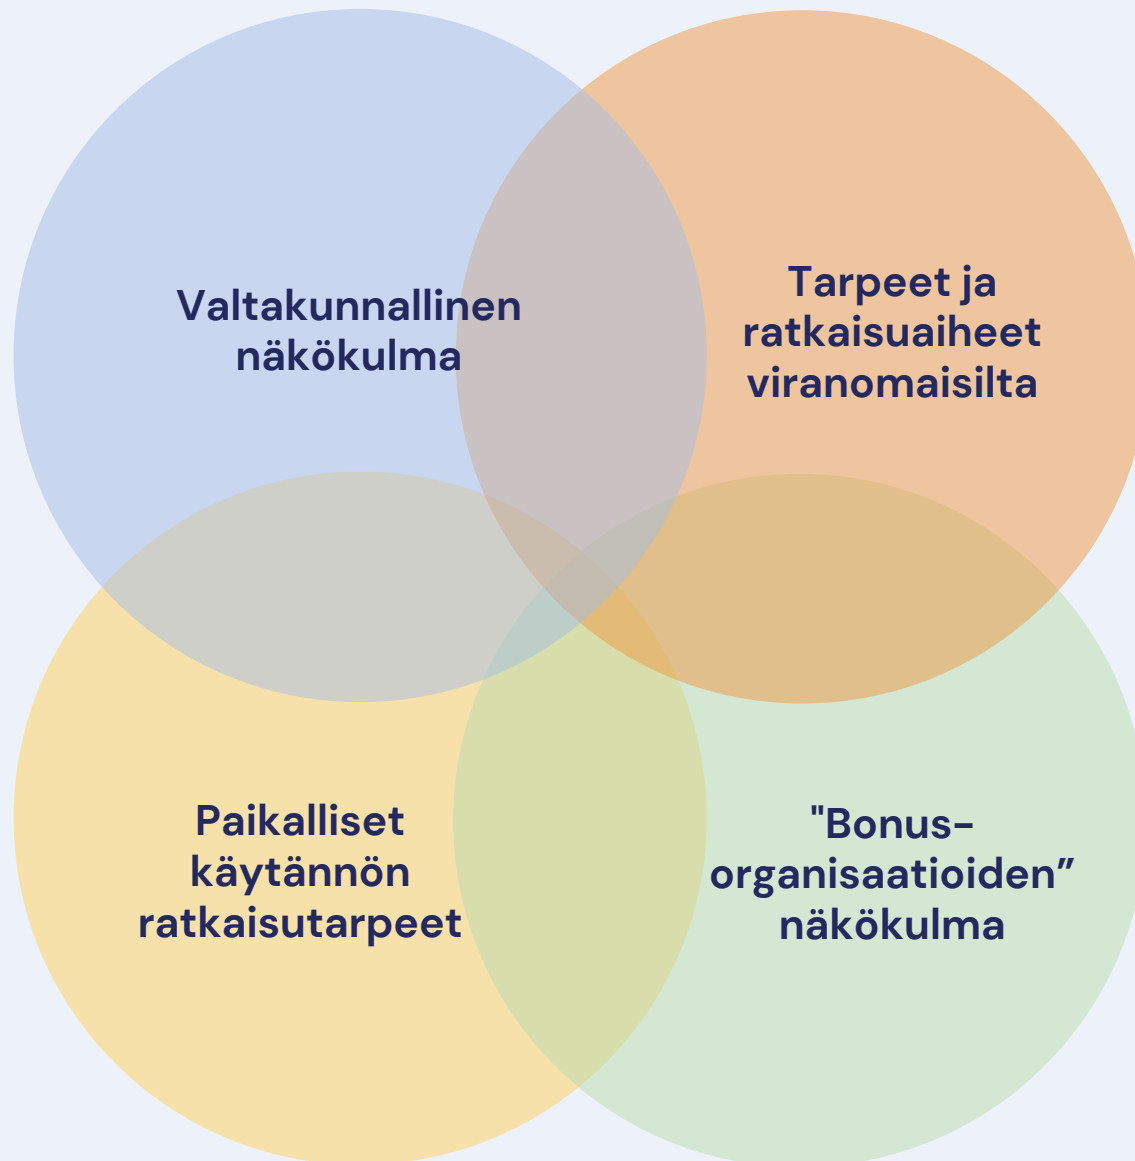 Valtakunnallinen
näkökulma
Tarpeet ja
ratkaisuaiheet
viranomaisilta
Paikalliset
käytännön
ratkaisutarpeet
"Bonus-
organisaatioiden”
näkökulma